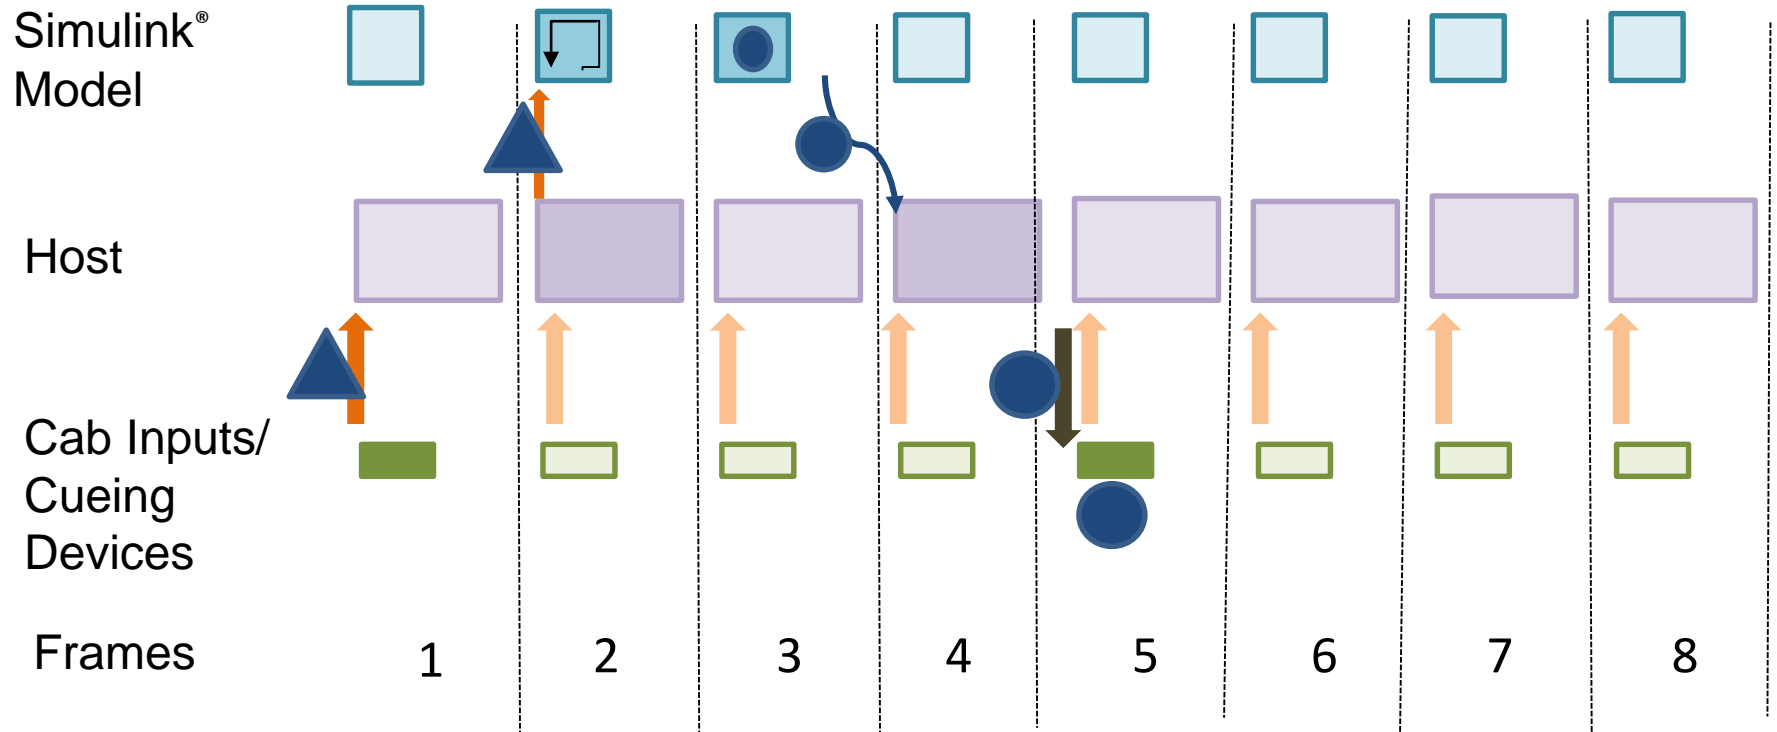 Simulink®
Model
Host
Cab Inputs/
Cueing
Devices
Frames 1 2 3 4 5 6 7 8